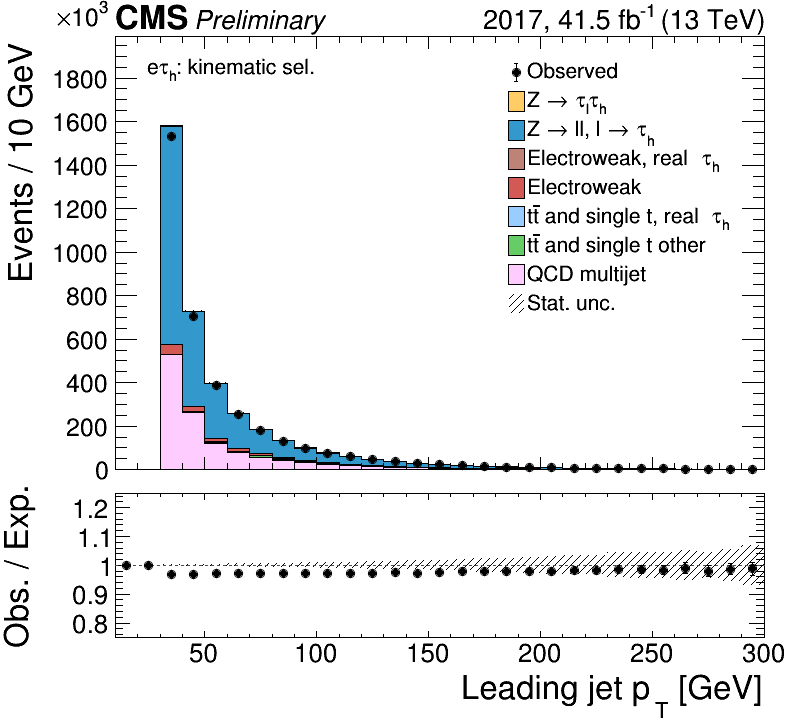 ×10³ CMS Preliminary 2017, 41.5 fb⁻¹ (13 TeV)
eτₕ: kinematic sel.
Events / 10 GeV
1800
1600
1400
1200
1000
800
600
400
200
0
Observed
Z → τₗτₕ
Z → ll, l → τₕ
Electroweak, real τₕ
Electroweak
tt̄ and single t, real τₕ
tt̄ and single t other
QCD multijet
Stat. unc.
Obs. / Exp.
1.2
1.1
1
0.9
0.8
50 100 150 200 250 300
Leading jet p_T [GeV]